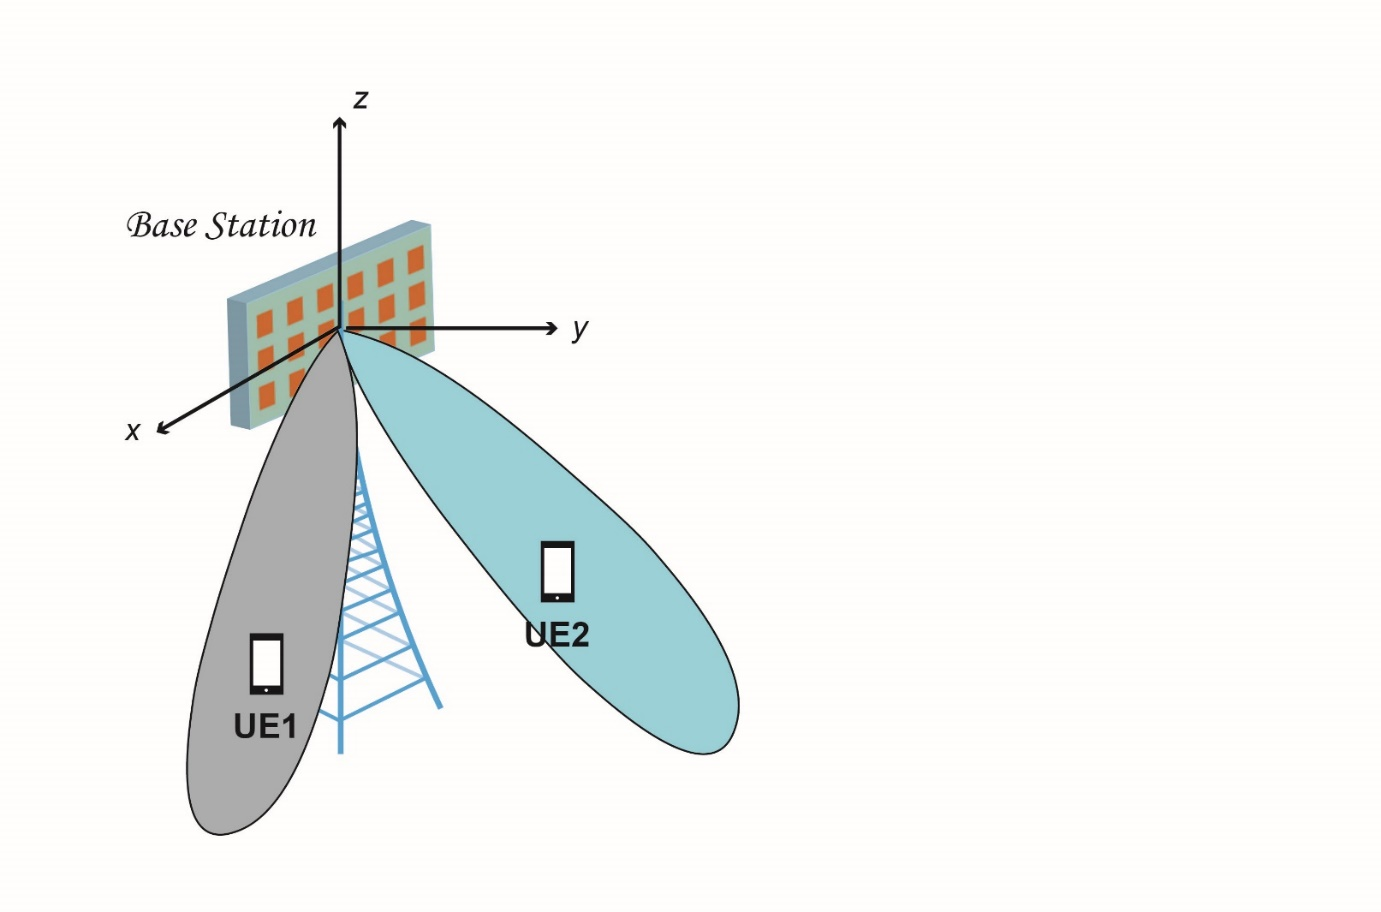 z
Base Station
y
x
UE2
UE1